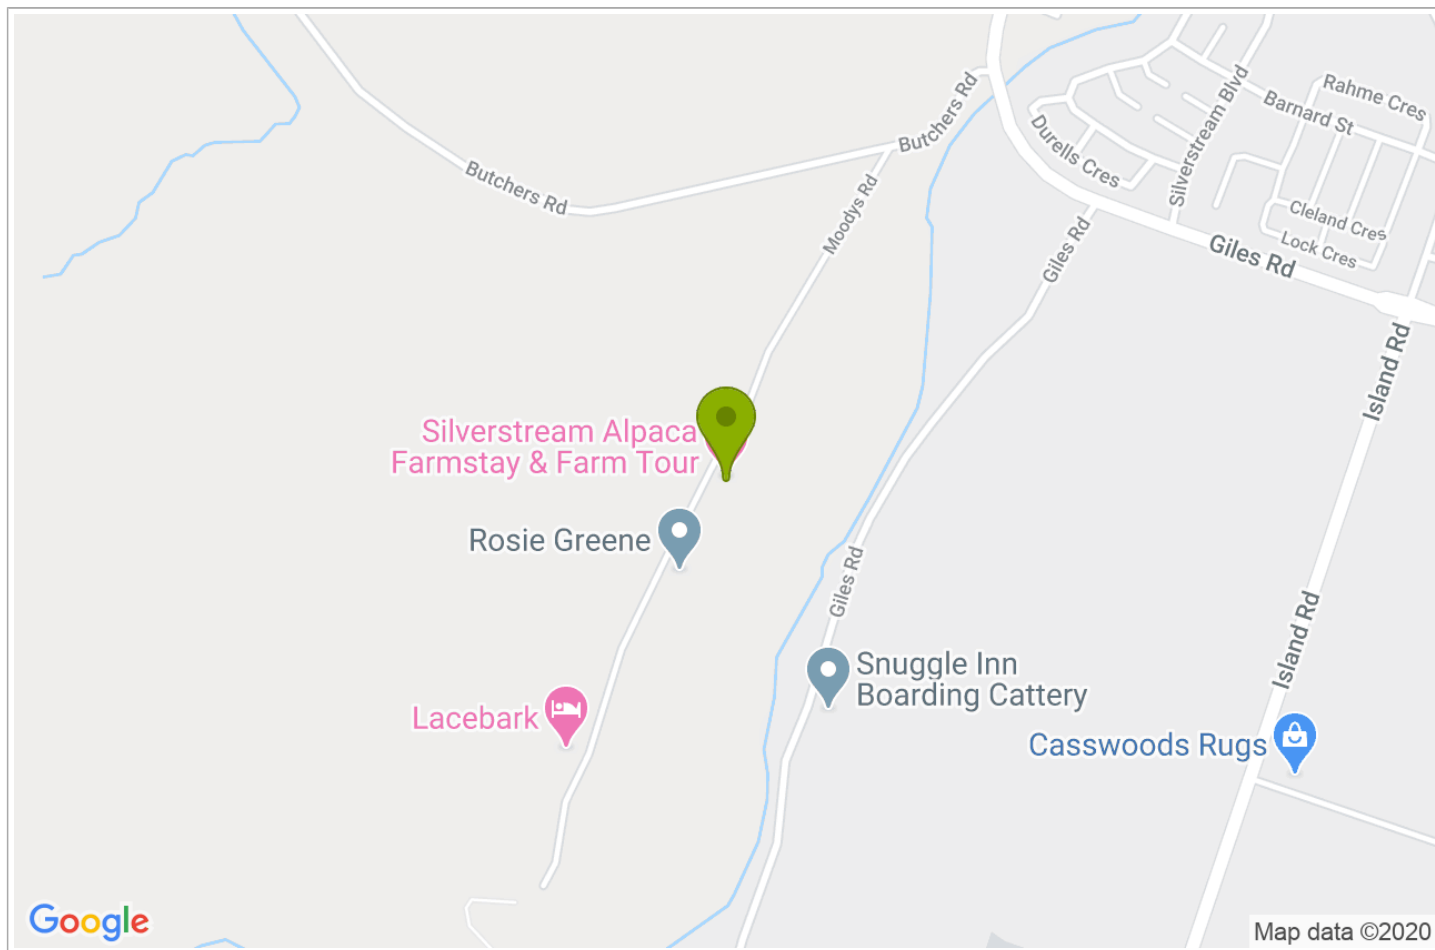 Rahme Cres
Barnard St
Silverstream Blvd
Butchers Rd
Durells Cres
Butchers Rd
Moodys Rd
Cleland Cres
Lock Cres
Giles Rd
Giles Rd
Island Rd
Silverstream Alpaca
Farmstay & Farm Tour
Rosie Greene
Giles Rd
Island Rd
Snuggle Inn
Boarding Cattery
Lacebark
Casswoods Rugs
Google
Map data ©2020